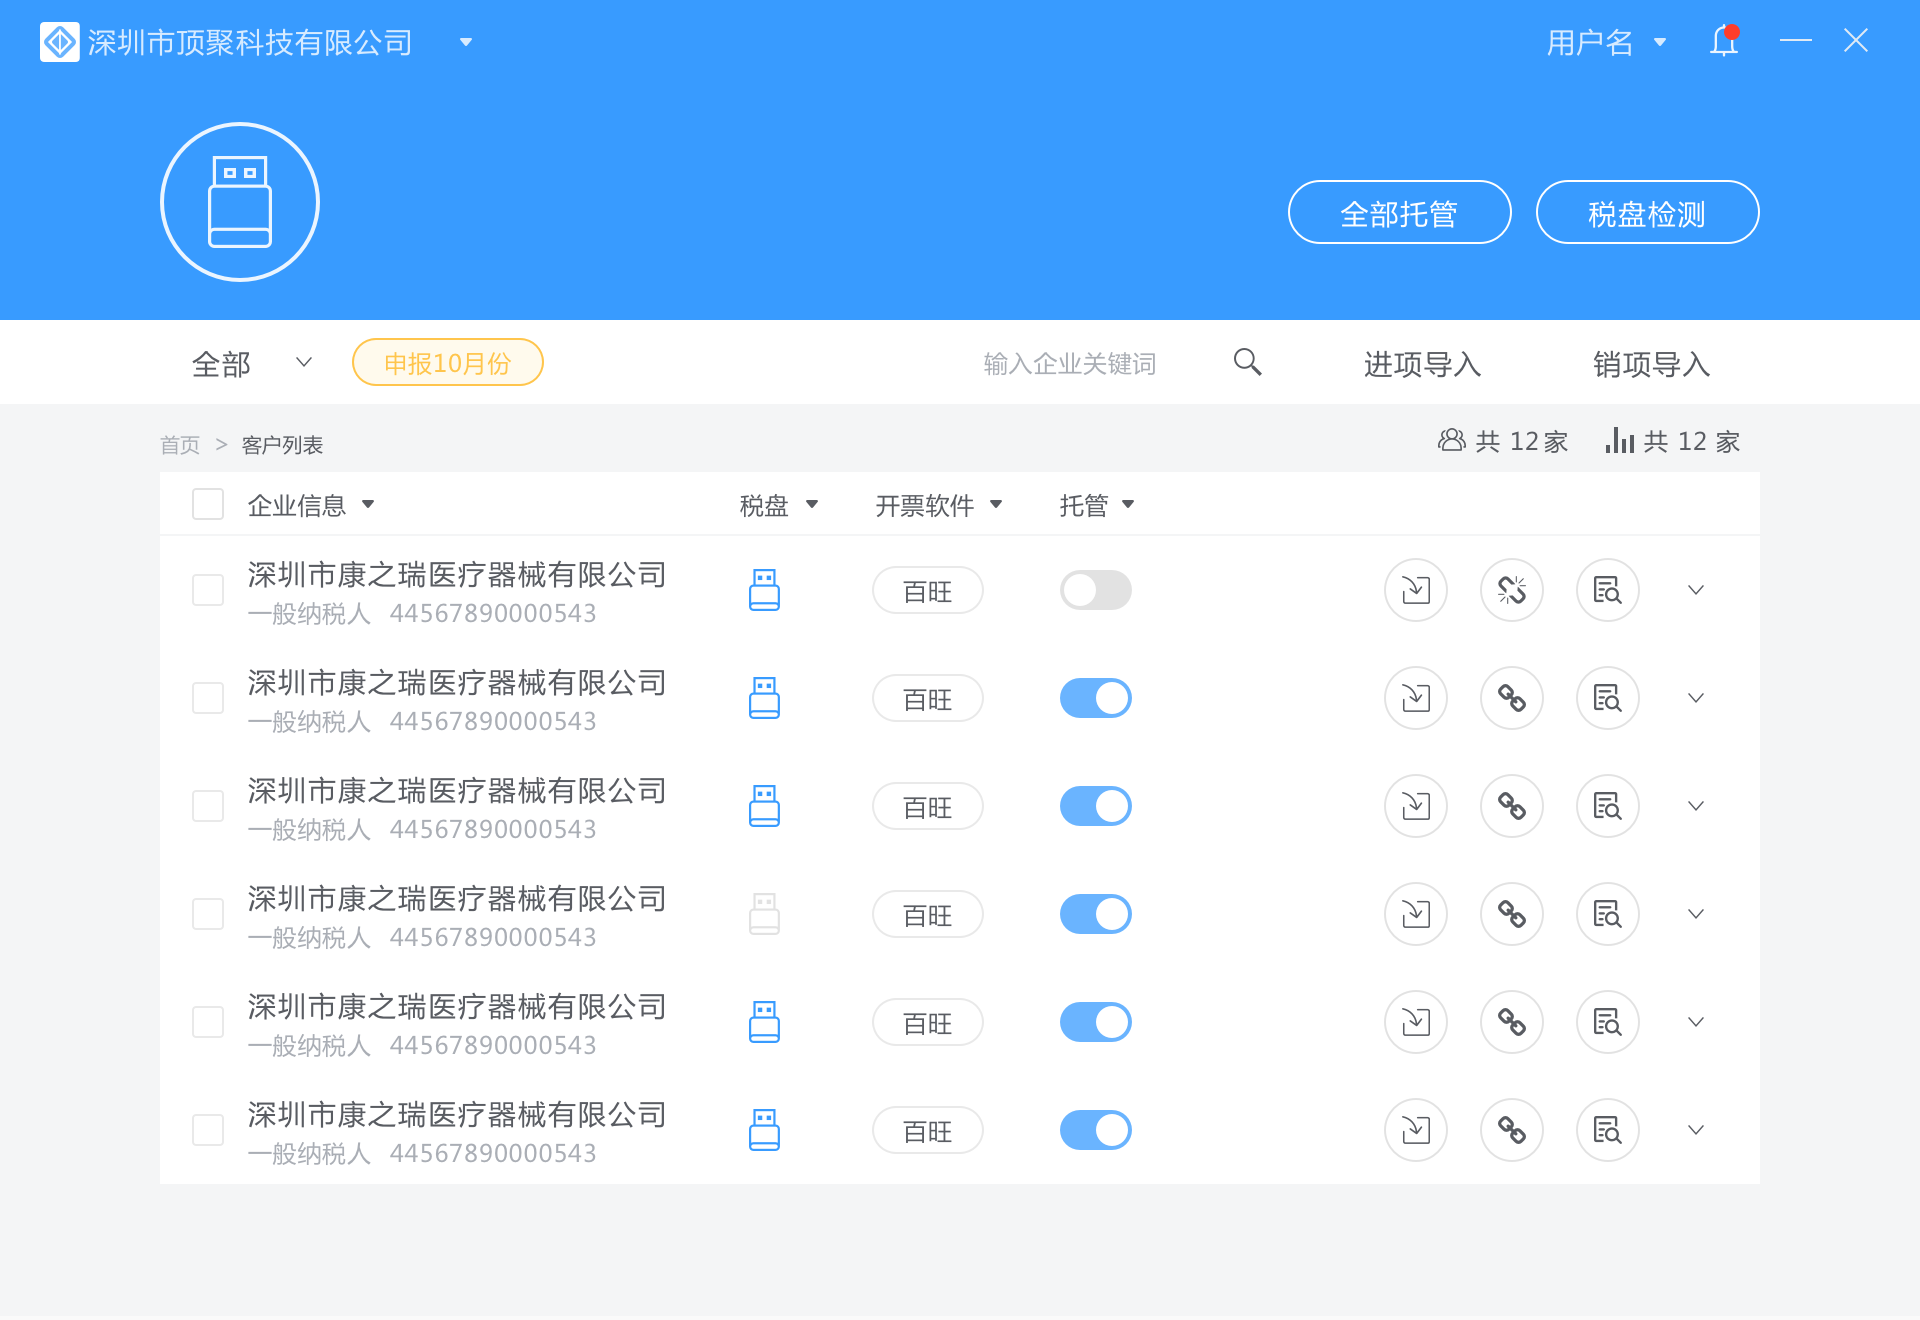 深圳市顶聚科技有限公司 用户名
全部托管 税盘检测
全部 申报10月份 输入企业关键词 进项导入 销项导入
首页 > 客户列表 共 12家 共 12 家
企业信息 税盘 开票软件 托管
深圳市康之瑞医疗器械有限公司
一般纳税人 44567890000543 百旺
深圳市康之瑞医疗器械有限公司
一般纳税人 44567890000543 百旺
深圳市康之瑞医疗器械有限公司
一般纳税人 44567890000543 百旺
深圳市康之瑞医疗器械有限公司
一般纳税人 44567890000543 百旺
深圳市康之瑞医疗器械有限公司
一般纳税人 44567890000543 百旺
深圳市康之瑞医疗器械有限公司
一般纳税人 44567890000543 百旺